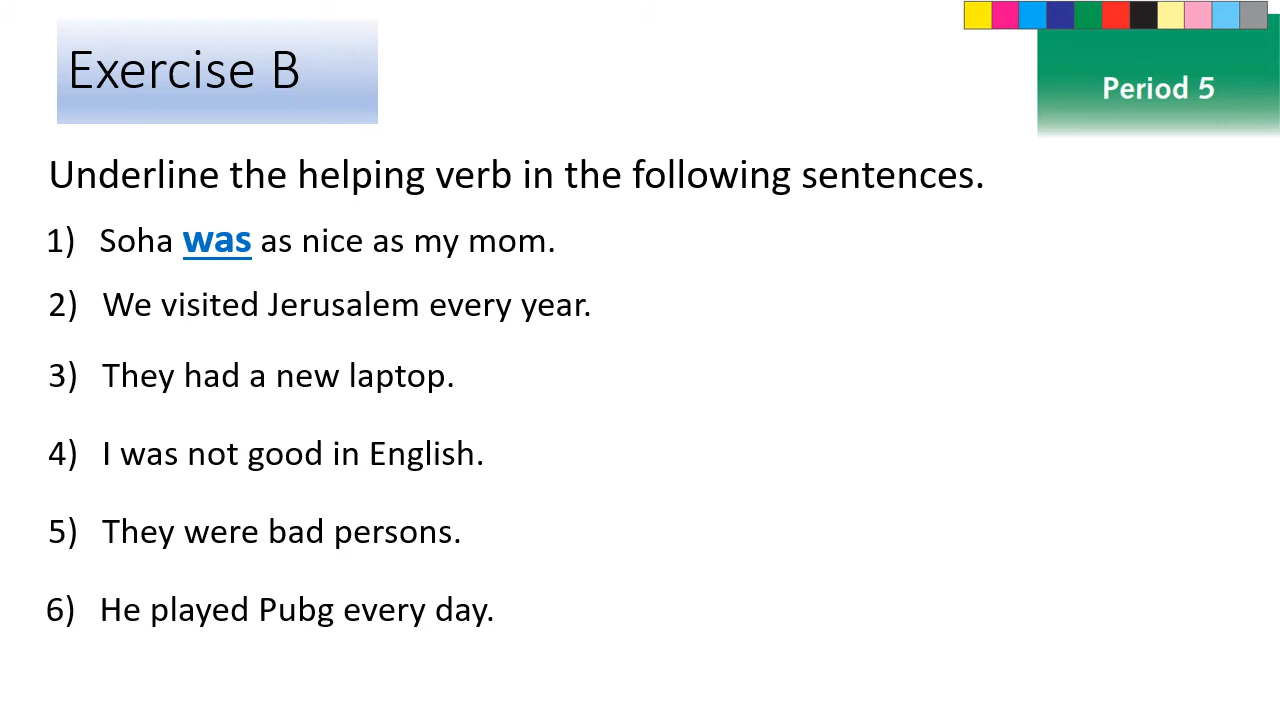 Exercise B
Period 5
Underline the helping verb in the following sentences.
1) Soha was as nice as my mom.
2) We visited Jerusalem every year.
3) They had a new laptop.
4) I was not good in English.
5) They were bad persons.
6) He played Pubg every day.